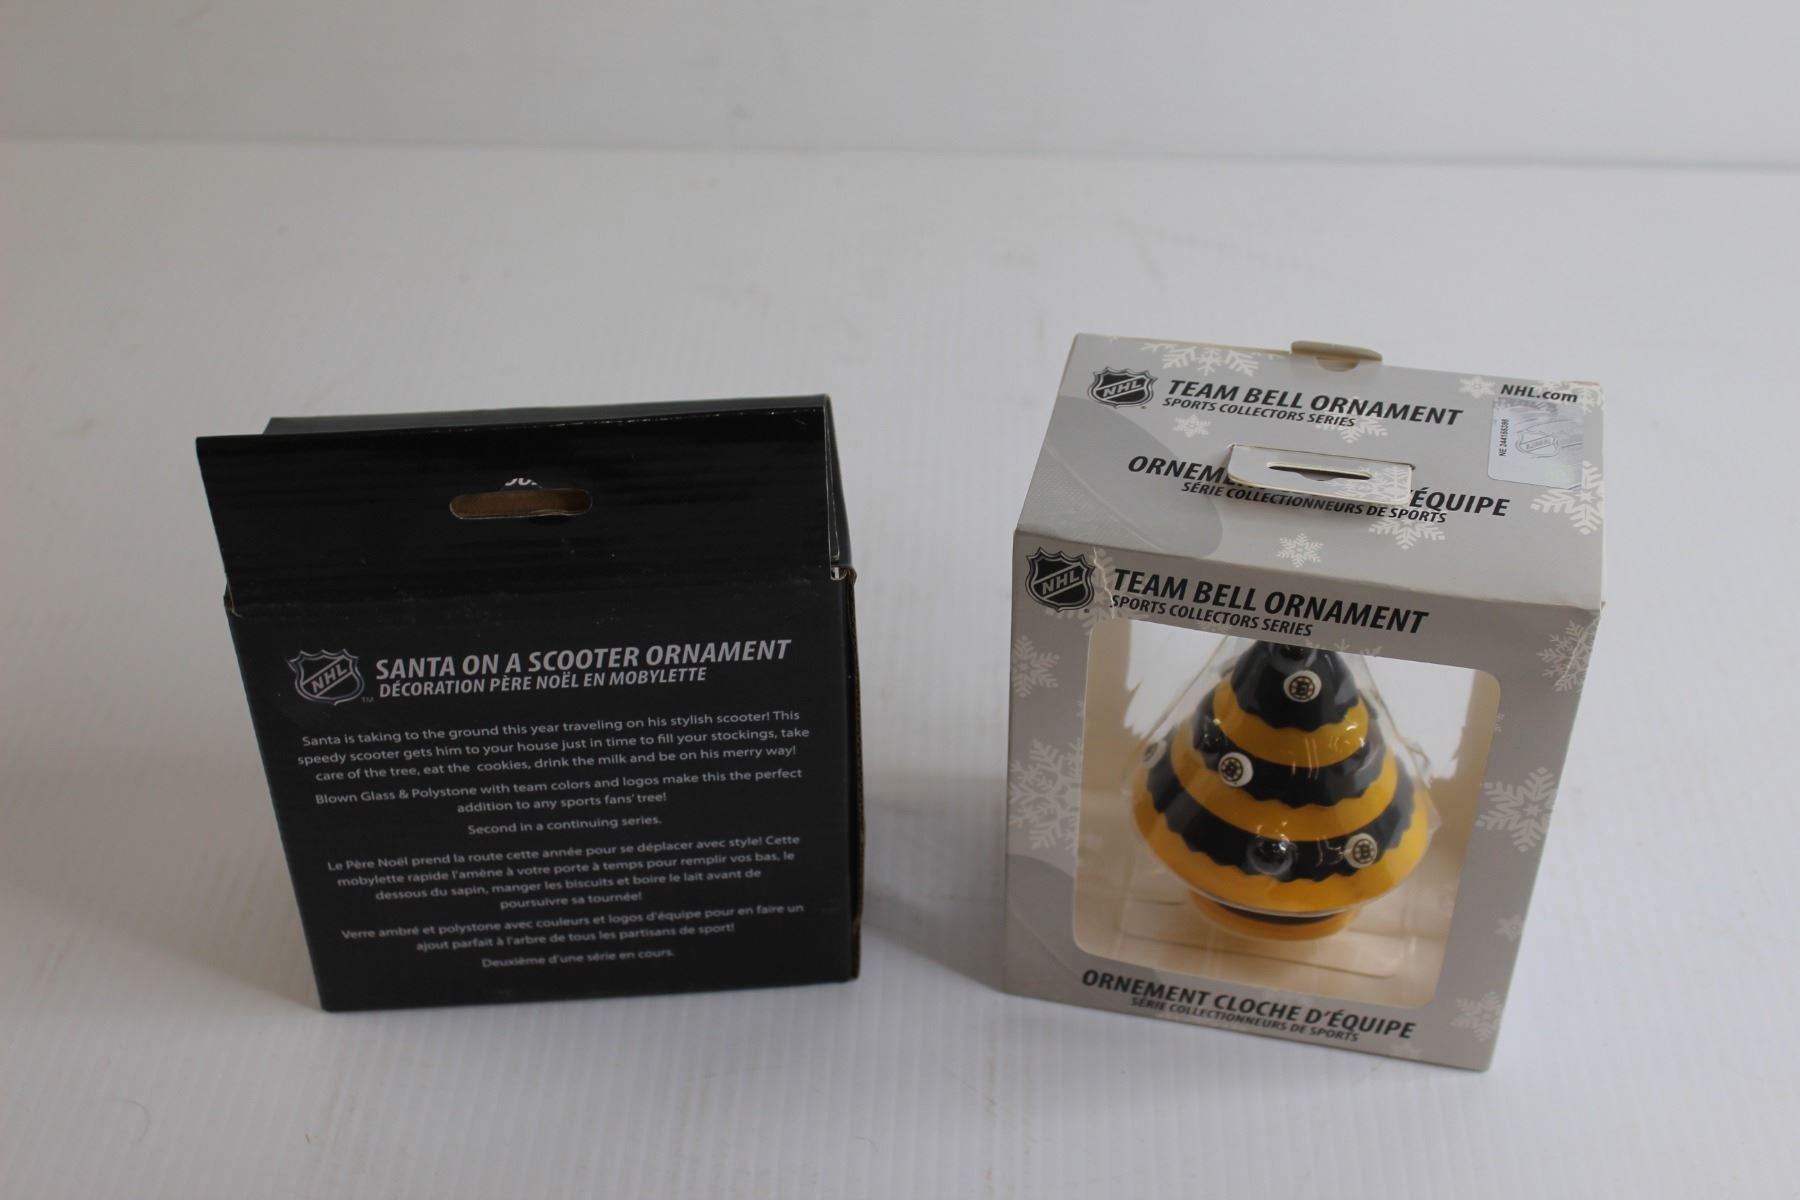 NHL
TM
SANTA ON A SCOOTER ORNAMENT
DÉCORATION PÈRE NOËL EN MOBYLETTE
Santa is taking to the ground this year traveling on his stylish scooter! This
speedy scooter gets him to your house just in time to fill your stockings, take
care of the tree, eat the cookies, drink the milk and be on his merry way!
Blown Glass & Polystone with team colors and logos make this the perfect
addition to any sports fans' tree!
Second in a continuing series.
Le Père Noël prend la route cette année pour se déplacer avec style! Cette
mobylette rapide l'amène à votre porte à temps pour remplir vos bas, le
dessous du sapin, manger les biscuits et boire le lait avant de
poursuivre sa tournée!
Verre ambré et polystone avec couleurs et logos d'équipe pour en faire un
ajout parfait à l'arbre de tous les partisans de sport!
Deuxième d'une série en cours.
NHL
TEAM BELL ORNAMENT
SPORTS COLLECTORS SERIES
NHL.com
D'ÉQUIPE
SÉRIE COLLECTIONNEURS DE SPORTS
NHL
TEAM BELL ORNAMENT
SPORTS COLLECTORS SERIES
B
B
B
ORNEMENT CLOCHE D'ÉQUIPE
SÉRIE COLLECTIONNEURS DE SPORTS